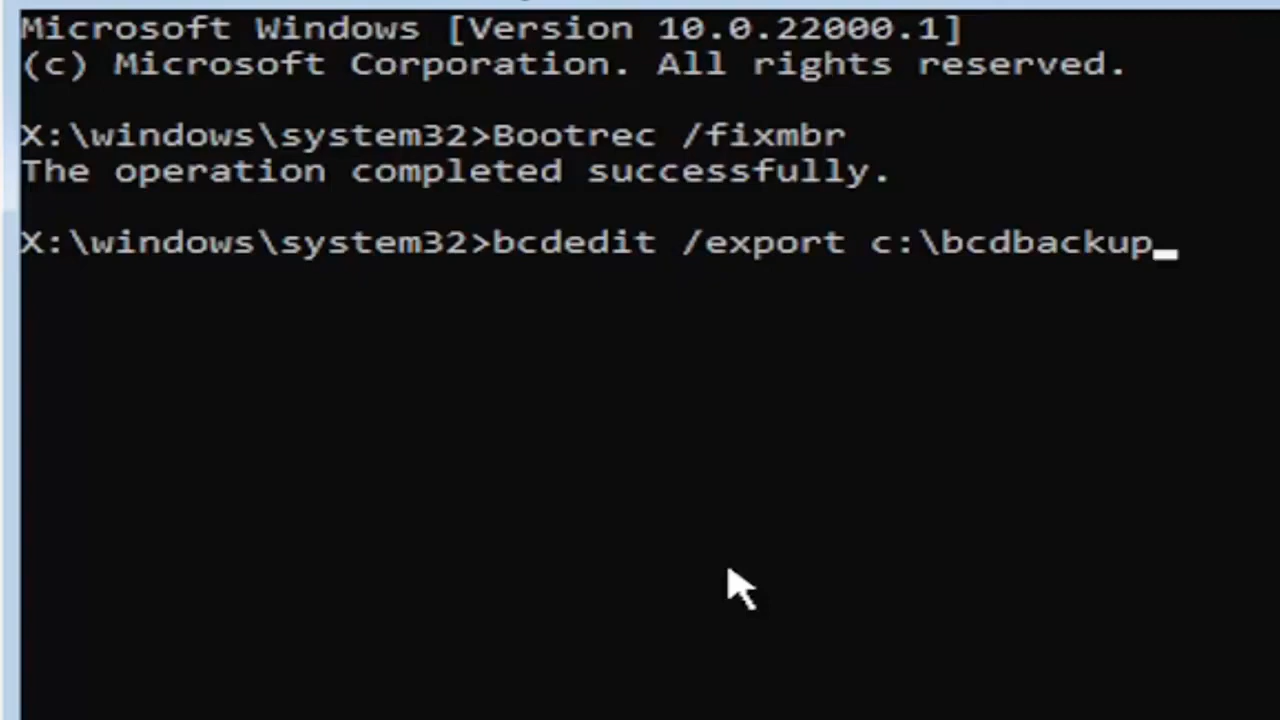 Microsoft Windows [Version 10.0.22000.1]
(c) Microsoft Corporation. All rights reserved.
X:\windows\system32>Bootrec /fixmbr
The operation completed successfully.
X:\windows\system32>bcdedit /export c:\bcdbackup